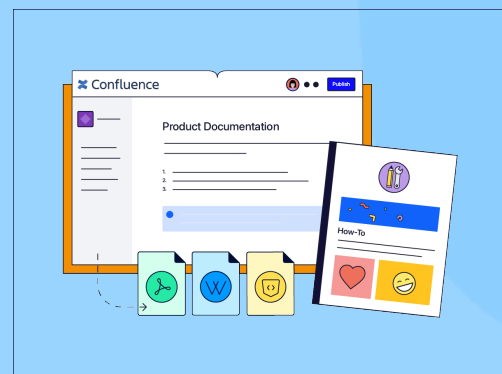 Confluence
Publish
Product Documentation
1.
2.
3.
How-To